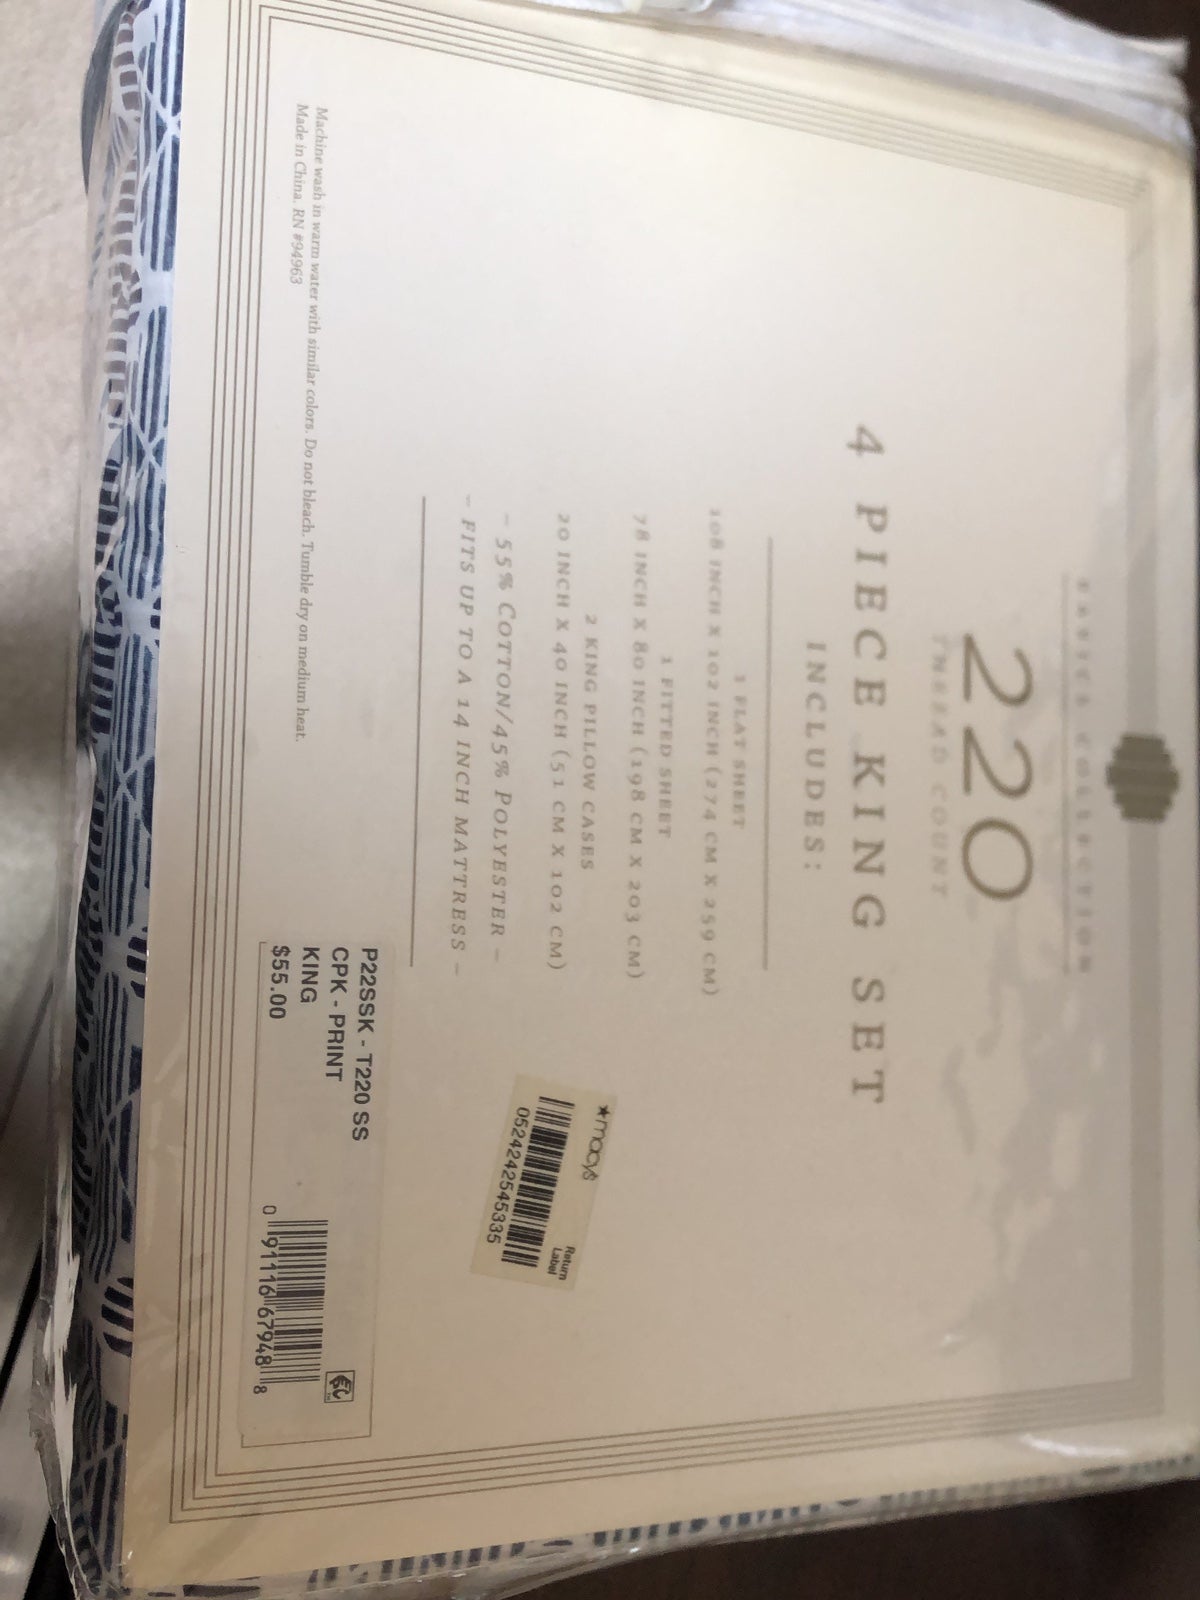 220
THREAD COUNT
4 PIECE KING SET
INCLUDES:
1 FLAT SHEET
108 INCH X 102 INCH (274 CM X 259 CM)
1 FITTED SHEET
78 INCH X 80 INCH (198 CM X 203 CM)
2 KING PILLOW CASES
20 INCH X 40 INCH (51 CM X 102 CM)
– 55% COTTON/45% POLYESTER –
– FITS UP TO A 14 INCH MATTRESS –
★macy's
Return
Label
0524242545335
P22SSK - T220 SS
CPK - PRINT
KING
$55.00
0 91116 67948 8
Machine wash in warm water with similar colors. Do not bleach. Tumble dry on medium heat.
Made in China. RN #94963